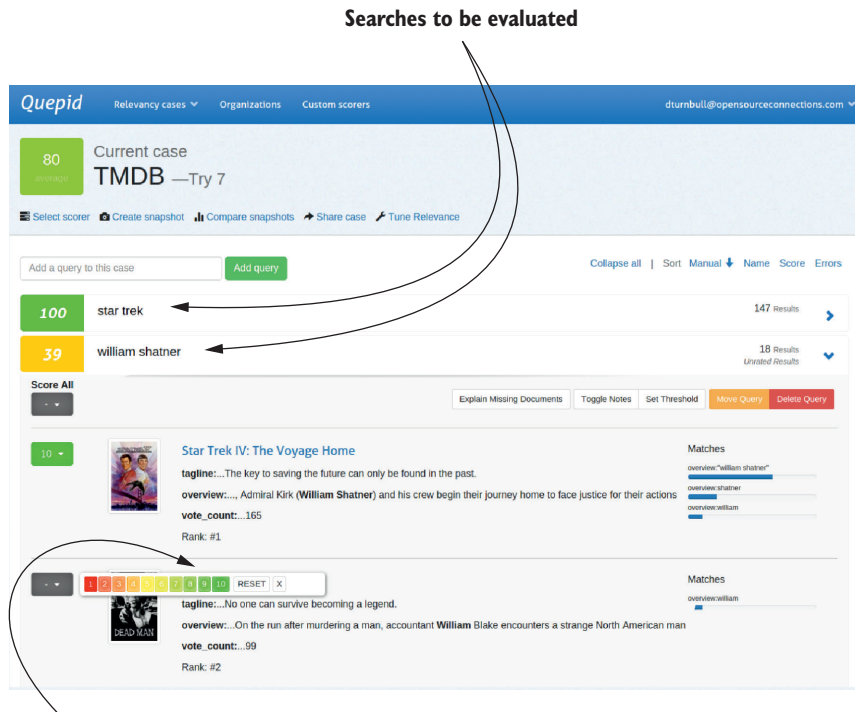 Searches to be evaluated
Quepid Relevancy cases Organizations Custom scorers dturnbull@opensourceconnections.com
80
average
Current case
TMDB —Try 7
Select scorer Create snapshot Compare snapshots Share case Tune Relevance
Add a query to this case Add query Collapse all | Sort Manual Name Score Errors
100 star trek 147 Results
39 william shatner 18 Results
Unrated Results
Score All
- Explain Missing Documents Toggle Notes Set Threshold Move Query Delete Query
10 Star Trek IV: The Voyage Home Matches
tagline:...The key to saving the future can only be found in the past. overview:"william shatner"
overview:..., Admiral Kirk (William Shatner) and his crew begin their journey home to face justice for their actions overview:shatner
vote_count:...165 overview:william
Rank: #1
- 1 2 3 4 5 6 7 8 9 10 RESET X Matches
tagline:...No one can survive becoming a legend. overview:william
DEAD MAN
overview:...On the run after murdering a man, accountant William Blake encounters a strange North American man
vote_count:...99
Rank: #2